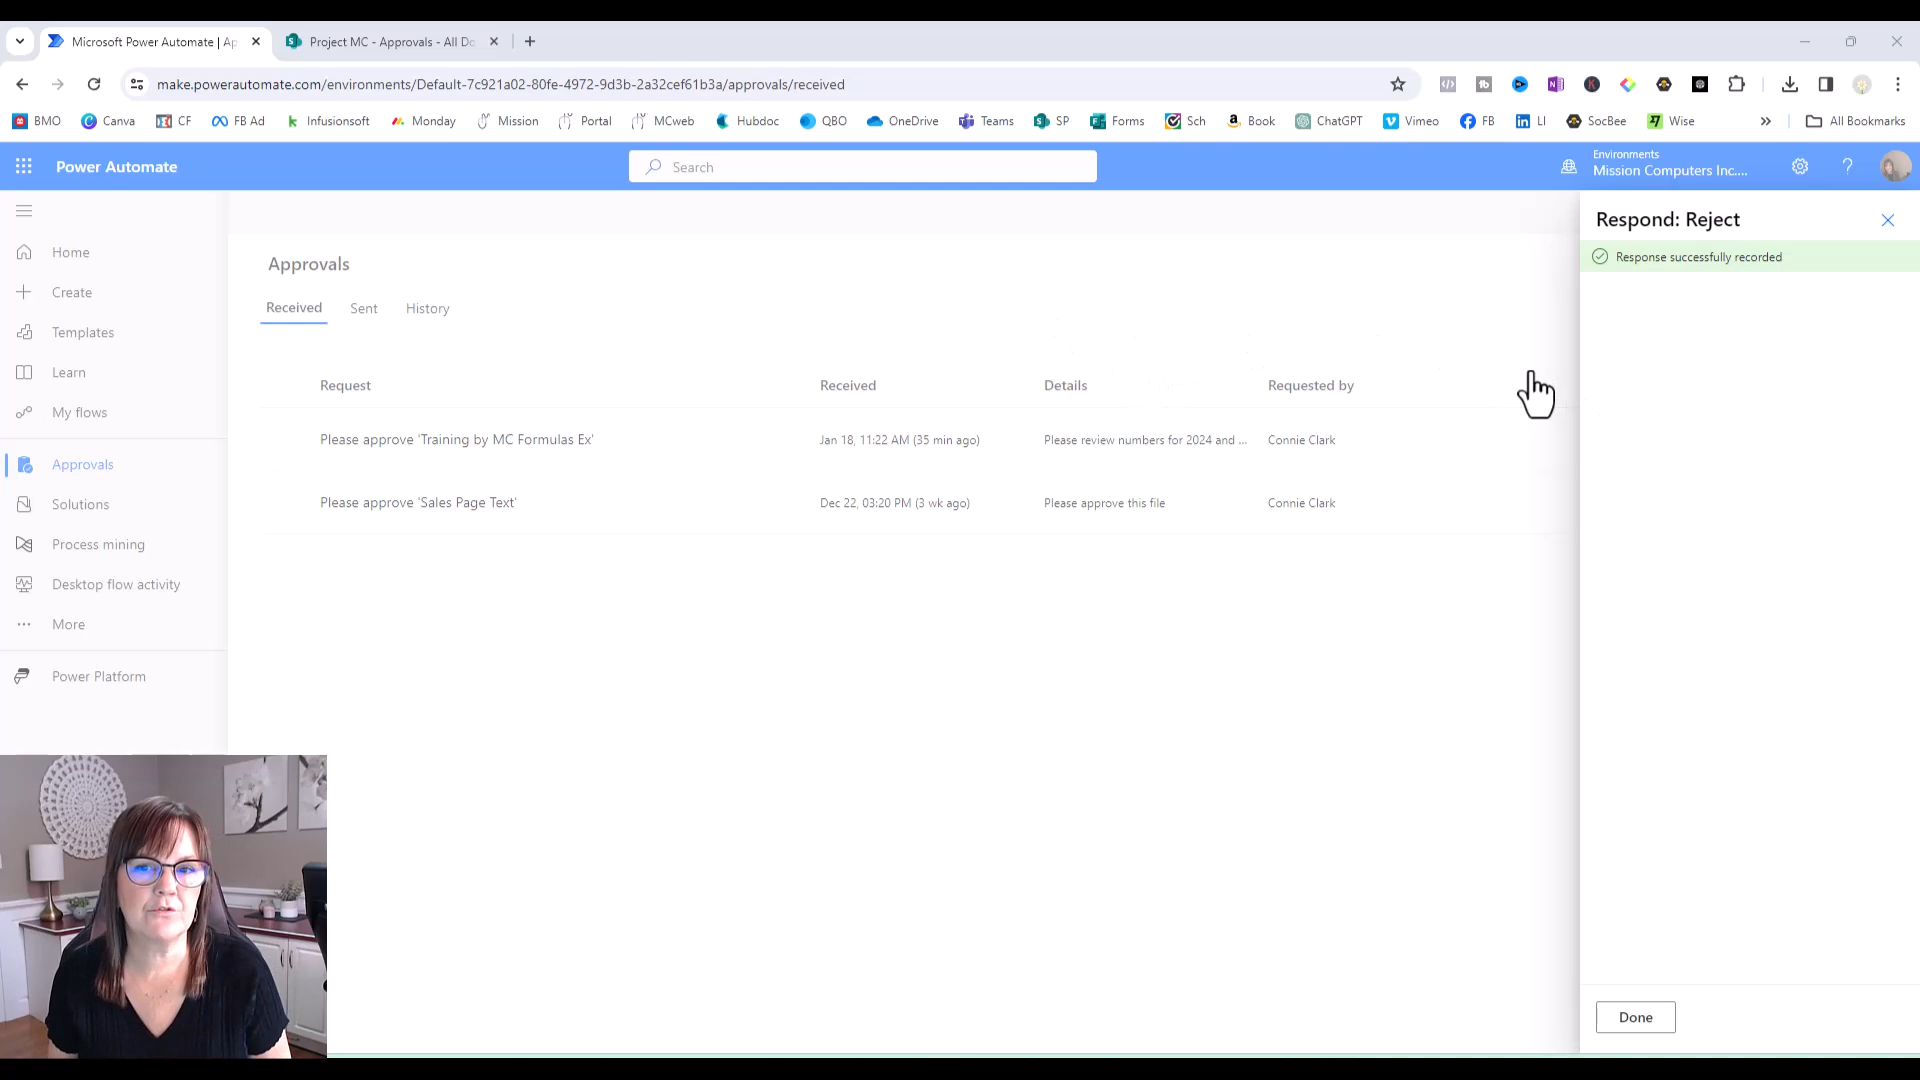 Microsoft Power Automate | Ap
Project MC - Approvals - All Do
make.powerautomate.com/environments/Default-7c921a02-80fe-4972-9d3b-2a32cef61b3a/approvals/received
BMO Canva CF FB Ad Infusionsoft Monday Mission Portal MCweb Hubdoc QBO OneDrive Teams SP Forms Sch Book ChatGPT Vimeo FB LI SocBee Wise All Bookmarks
Power Automate
Search
Environments
Mission Computers Inc....
Home
Create
Templates
Learn
My flows
Approvals
Solutions
Process mining
Desktop flow activity
More
Power Platform
Approvals
Received Sent History
Request Received Details Requested by
Please approve 'Training by MC Formulas Ex' Jan 18, 11:22 AM (35 min ago) Please review numbers for 2024 and ... Connie Clark
Please approve 'Sales Page Text' Dec 22, 03:20 PM (3 wk ago) Please approve this file Connie Clark
Respond: Reject
Response successfully recorded
Done